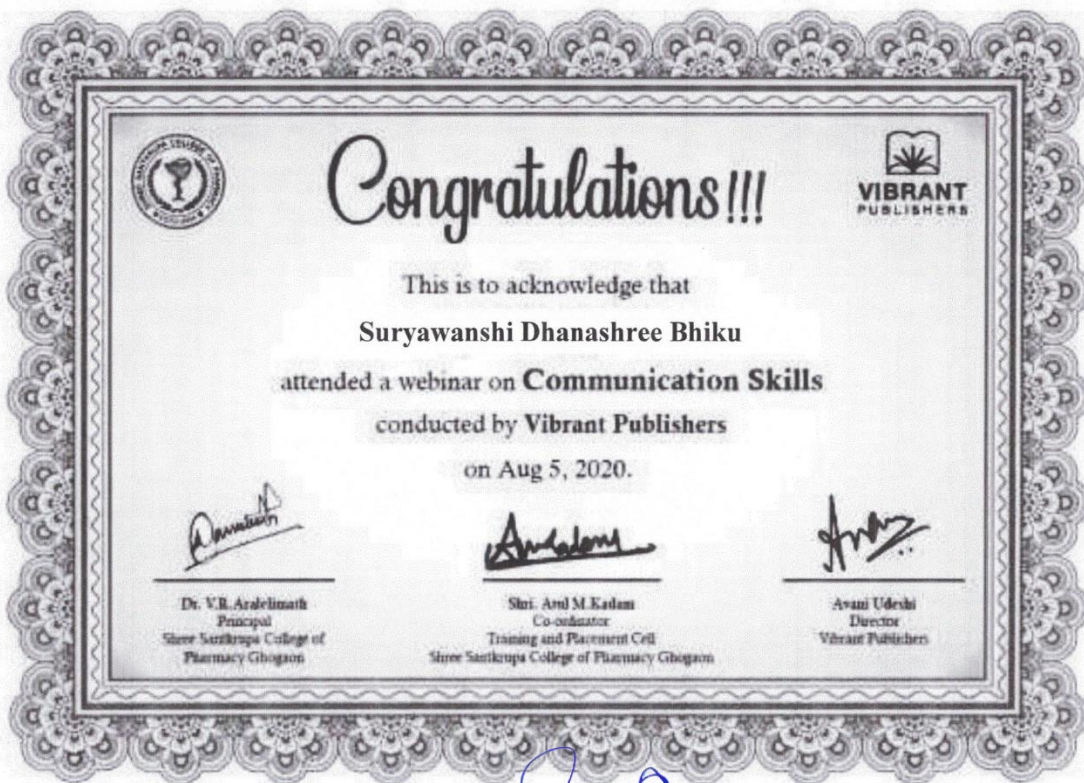 Congratulations!!!
VIBRANT
PUBLISHERS
This is to acknowledge that
Suryawanshi Dhanashree Bhiku
attended a webinar on Communication Skills
conducted by Vibrant Publishers
on Aug 5, 2020.
Dr. V.R. Aralelimath
Principal
Shree Santkrupa College of
Pharmacy Ghogaon
Shri. Amol M.Kadam
Co-ordinator
Training and Placement Cell
Shree Santkrupa College of Pharmacy Ghogaon
Avani Udeshi
Director
Vibrant Publishers